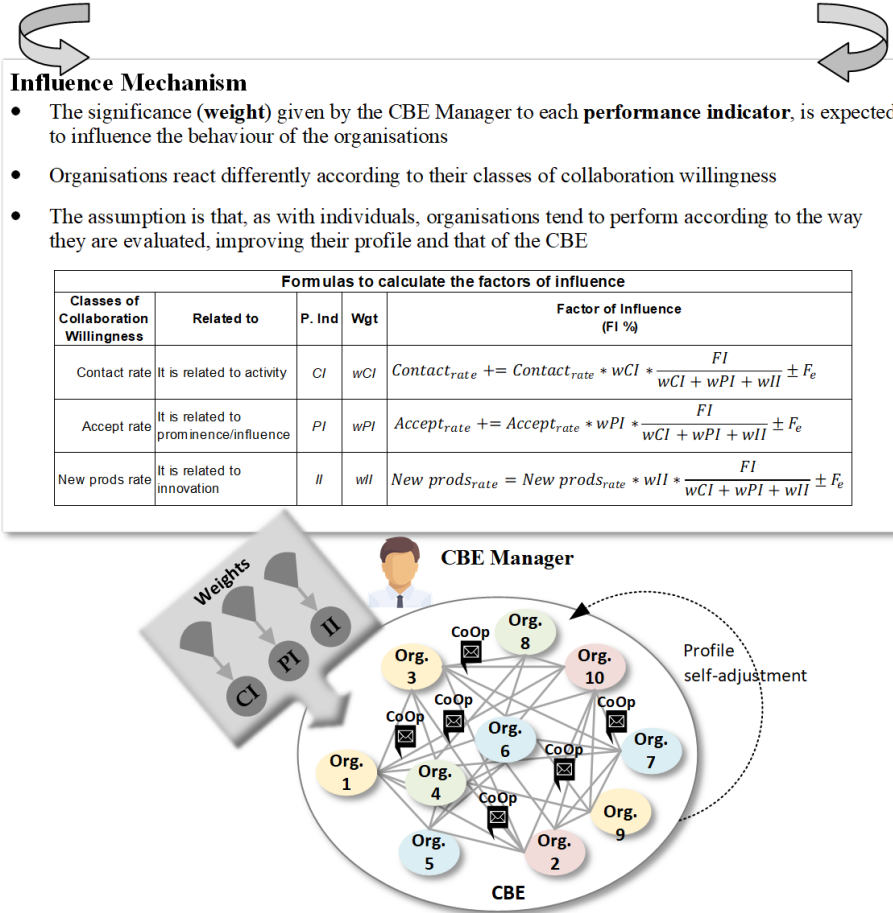 Influence Mechanism
• The significance (weight) given by the CBE Manager to each performance indicator, is expected
to influence the behaviour of the organisations
• Organisations react differently according to their classes of collaboration willingness
• The assumption is that, as with individuals, organisations tend to perform according to the way
they are evaluated, improving their profile and that of the CBE
Formulas to calculate the factors of influence
Classes of Collaboration Willingness | Related to | P. Ind | Wgt | Factor of Influence (FI %)
Contact rate | It is related to activity | CI | wCI | Contact_rate += Contact_rate * wCI * FI / (wCI + wPI + wII) ± F_e
Accept rate | It is related to prominence/influence | PI | wPI | Accept_rate += Accept_rate * wPI * FI / (wCI + wPI + wII) ± F_e
New prods rate | It is related to innovation | II | wII | New prods_rate = New prods_rate * wII * FI / (wCI + wPI + wII) ± F_e
Weights
CI
PI
II
CBE Manager
Org. 8
CoOp
Org. 3
Org. 10
Profile
self-adjustment
CoOp
CoOp
CoOp
Org. 6
Org. 7
CoOp
Org. 1
Org. 4
CoOp
Org. 9
Org. 5
Org. 2
CBE